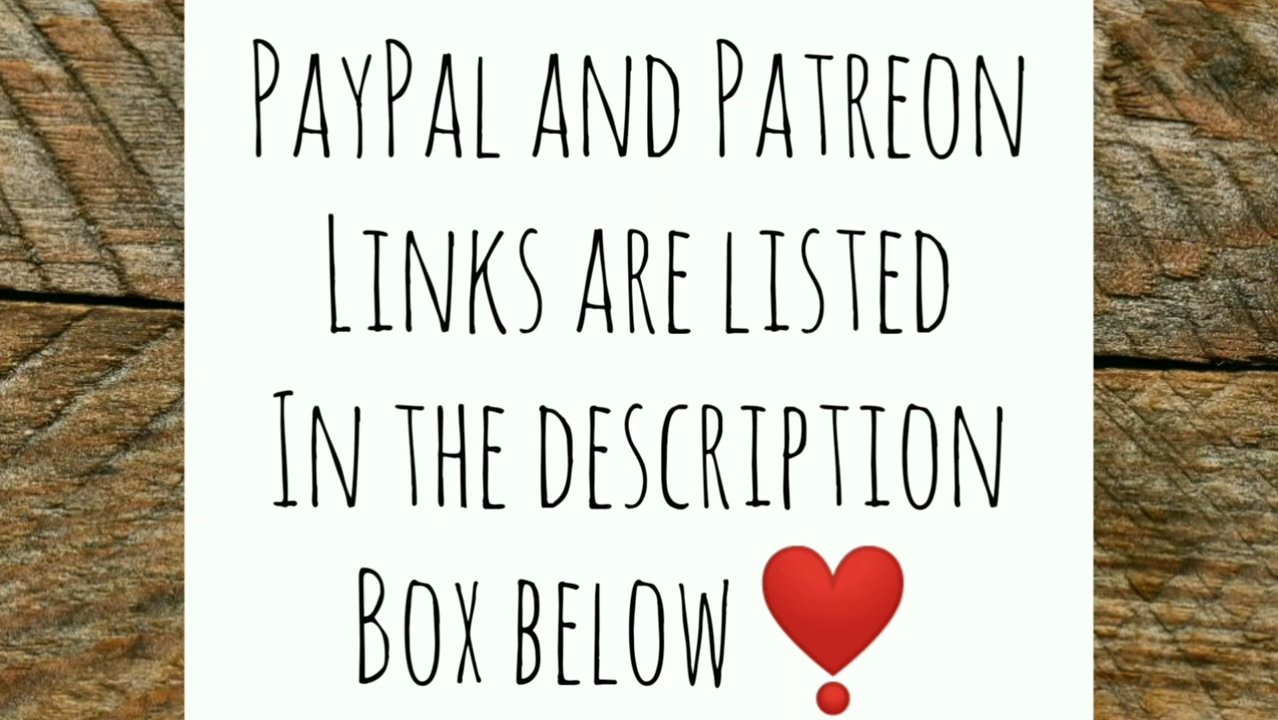 PayPal and Patreon
Links are listed
In the description
Box below ❣